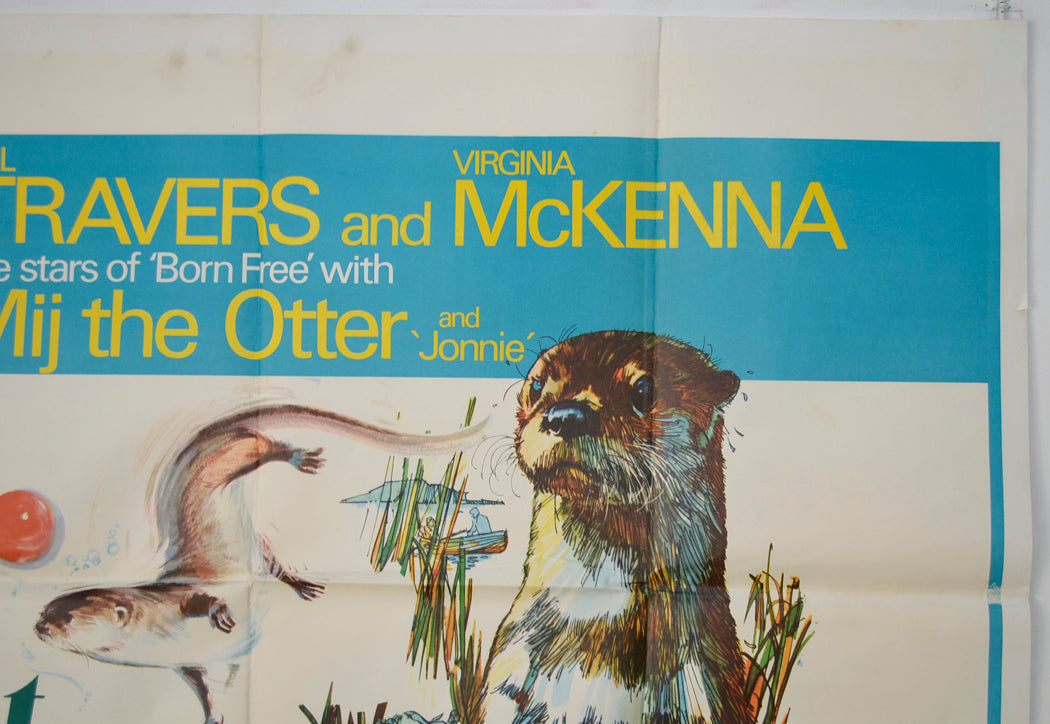 L VIRGINIA
TRAVERS and McKENNA
e stars of 'Born Free' with
Mij the Otter and
`Jonnie´
t